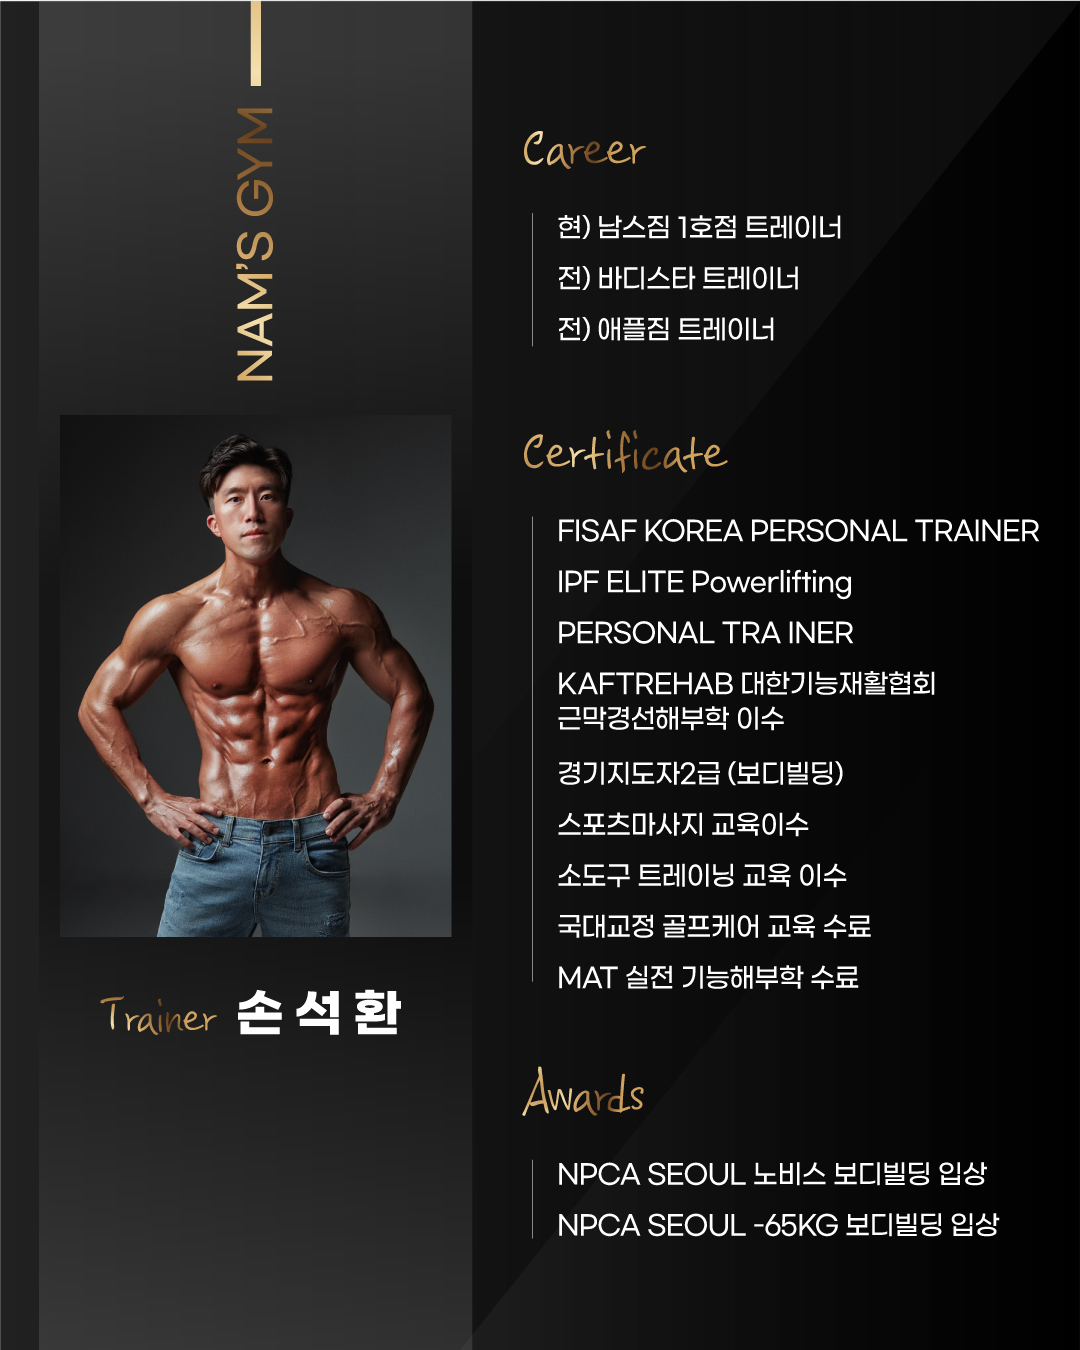 NAM'S GYM
Trainer 손석환
Career
현) 남스짐 1호점 트레이너
전) 바디스타 트레이너
전) 애플짐 트레이너
Certificate
FISAF KOREA PERSONAL TRAINER
IPF ELITE Powerlifting
PERSONAL TRA INER
KAFTREHAB 대한기능재활협회
근막경선해부학 이수
경기지도자2급 (보디빌딩)
스포츠마사지 교육이수
소도구 트레이닝 교육 이수
국대교정 골프케어 교육 수료
MAT 실전 기능해부학 수료
Awards
NPCA SEOUL 노비스 보디빌딩 입상
NPCA SEOUL -65KG 보디빌딩 입상